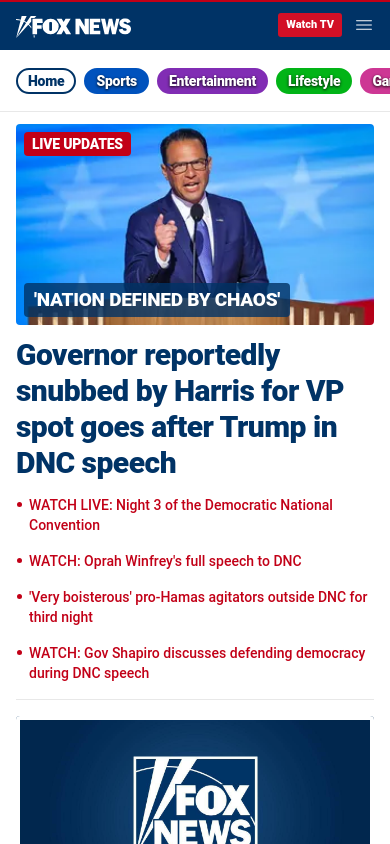 FOX NEWS
Watch TV
Home
Sports
Entertainment
Lifestyle
Ga
LIVE UPDATES
'NATION DEFINED BY CHAOS'
Governor reportedly
snubbed by Harris for VP
spot goes after Trump in
DNC speech
• WATCH LIVE: Night 3 of the Democratic National
Convention
• WATCH: Oprah Winfrey's full speech to DNC
• 'Very boisterous' pro-Hamas agitators outside DNC for
third night
• WATCH: Gov Shapiro discusses defending democracy
during DNC speech
FOX
NEWS